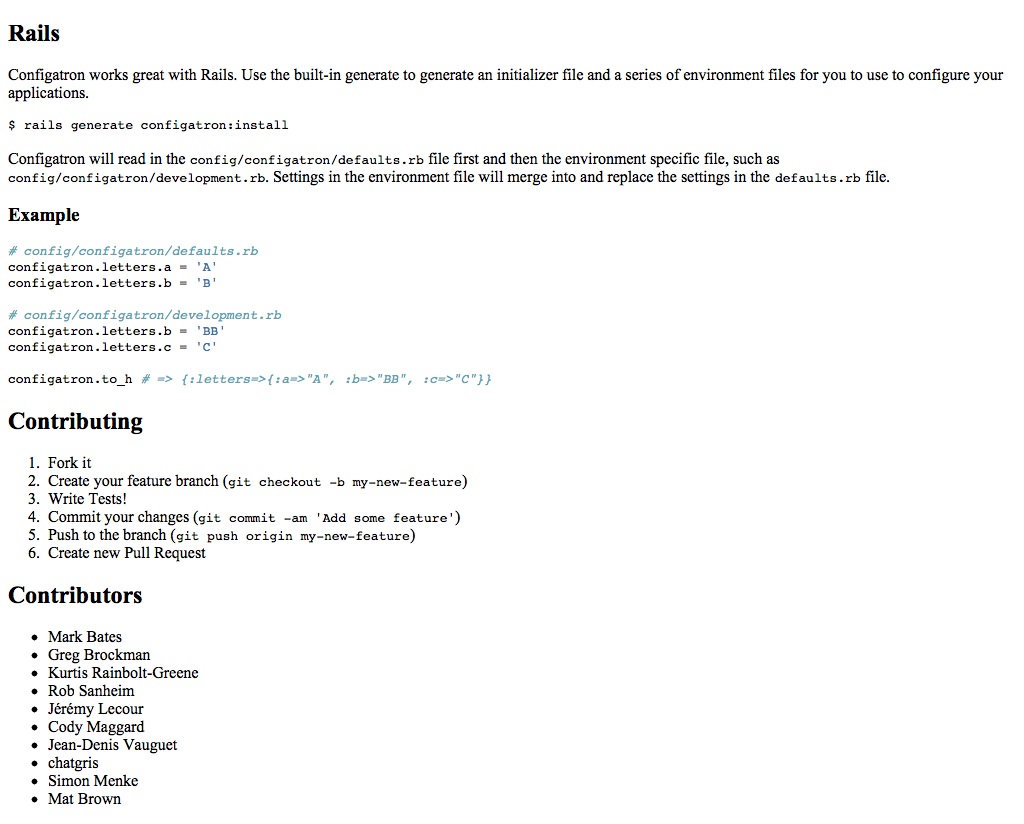 Rails
Configatron works great with Rails. Use the built-in generate to generate an initializer file and a series of environment files for you to use to configure your
applications.
$ rails generate configatron:install
Configatron will read in the config/configatron/defaults.rb file first and then the environment specific file, such as
config/configatron/development.rb. Settings in the environment file will merge into and replace the settings in the defaults.rb file.
Example
# config/configatron/defaults.rb
configatron.letters.a = 'A'
configatron.letters.b = 'B'
# config/configatron/development.rb
configatron.letters.b = 'BB'
configatron.letters.c = 'C'
configatron.to_h # => {:letters=>{:a=>"A", :b=>"BB", :c=>"C"}}
Contributing
1. Fork it
2. Create your feature branch (git checkout -b my-new-feature)
3. Write Tests!
4. Commit your changes (git commit -am 'Add some feature')
5. Push to the branch (git push origin my-new-feature)
6. Create new Pull Request
Contributors
• Mark Bates
• Greg Brockman
• Kurtis Rainbolt-Greene
• Rob Sanheim
• Jérémy Lecour
• Cody Maggard
• Jean-Denis Vauguet
• chatgris
• Simon Menke
• Mat Brown